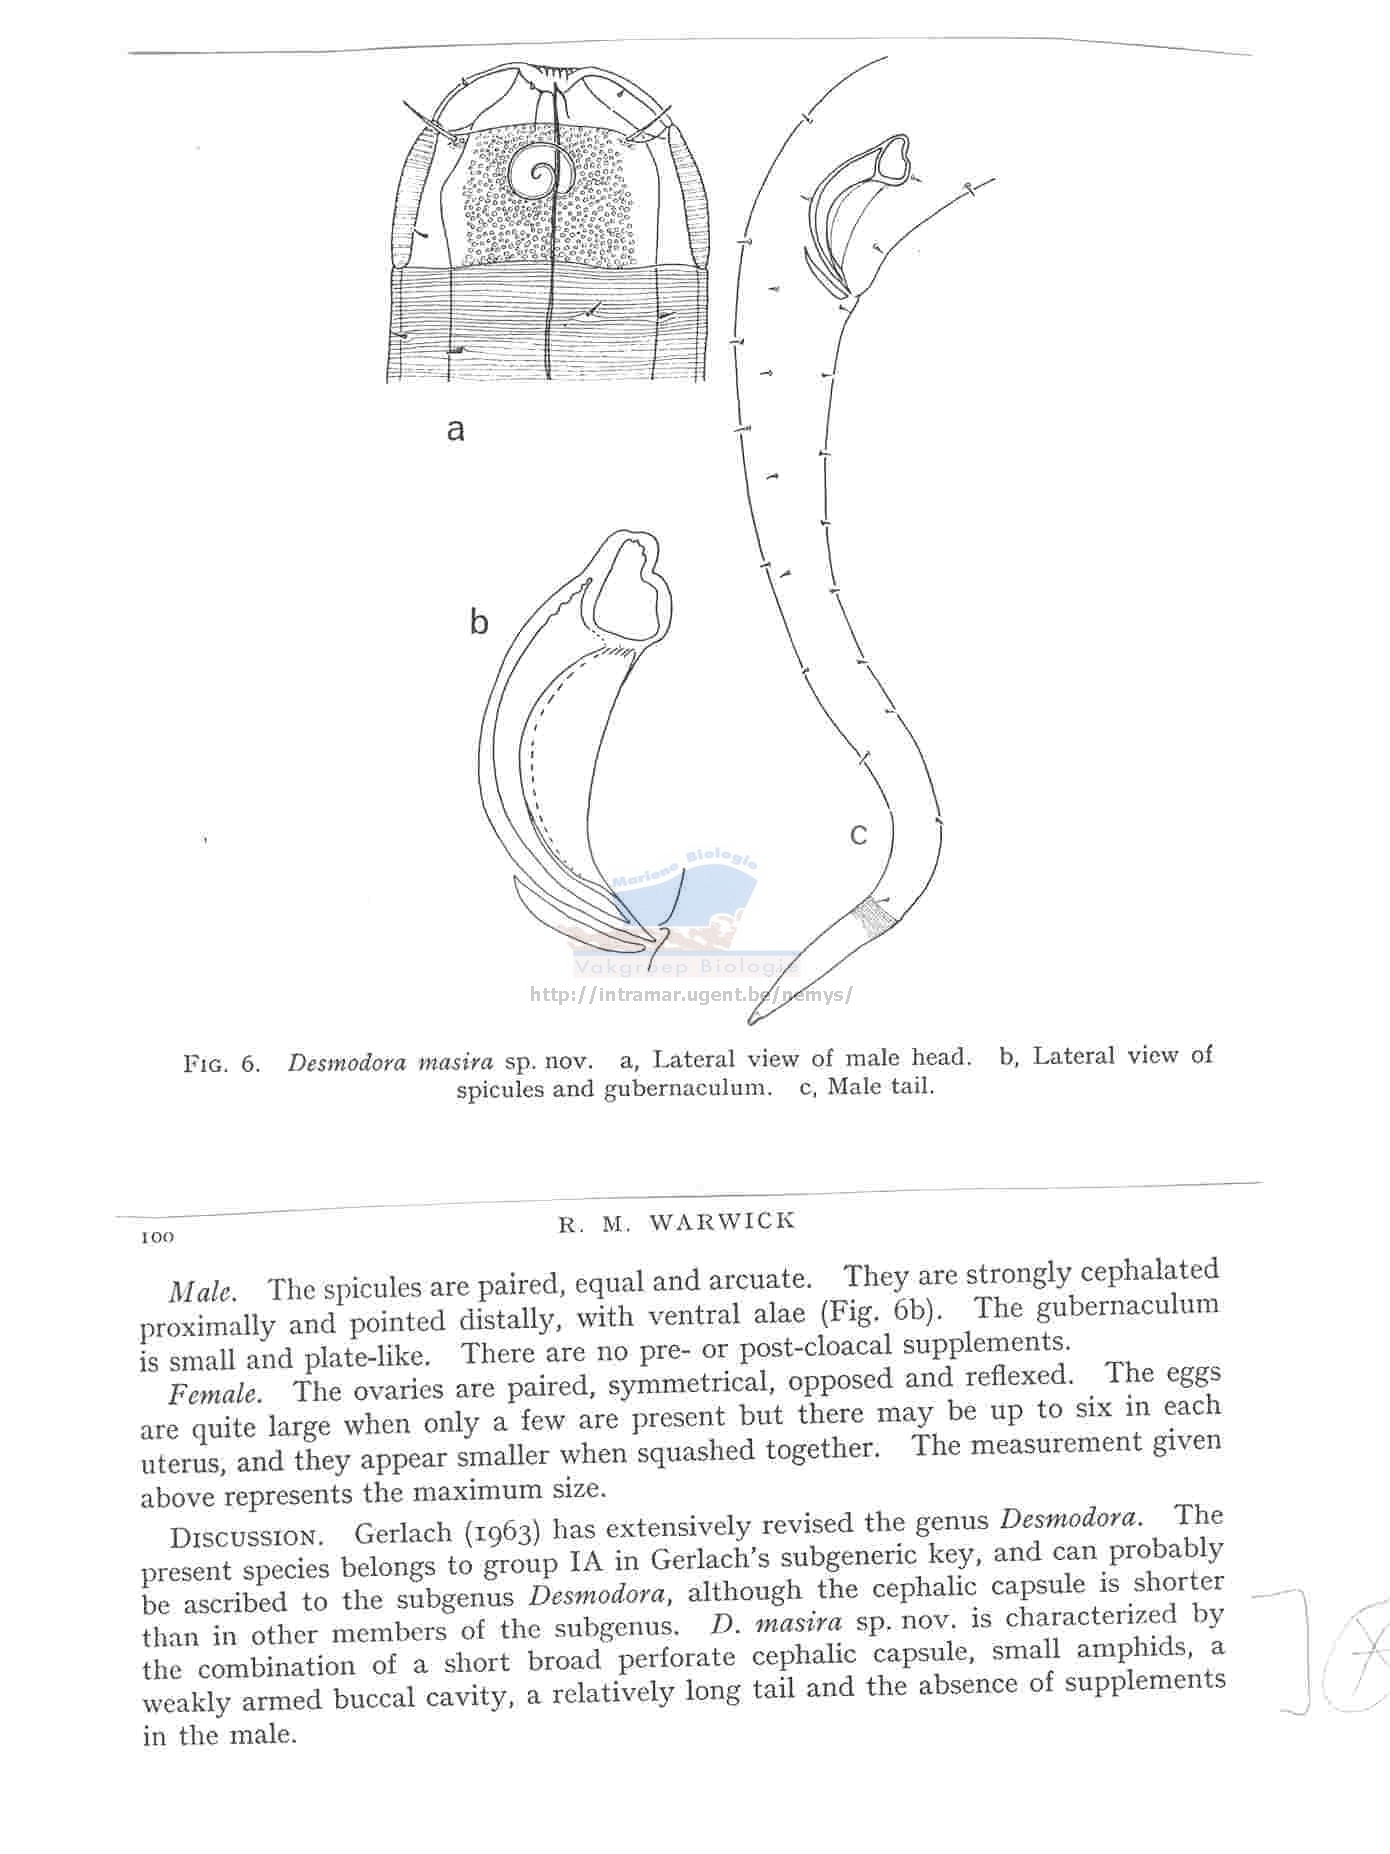 a
b
c
Mariene Biologie
Vakgroep Biologie
http://intramar.ugent.be/nemys/
FIG. 6. Desmodora masira sp. nov. a, Lateral view of male head. b, Lateral view of
spicules and gubernaculum. c, Male tail.
100
R. M. WARWICK
Male. The spicules are paired, equal and arcuate. They are strongly cephalated
proximally and pointed distally, with ventral alae (Fig. 6b). The gubernaculum
is small and plate-like. There are no pre- or post-cloacal supplements.
Female. The ovaries are paired, symmetrical, opposed and reflexed. The eggs
are quite large when only a few are present but there may be up to six in each
uterus, and they appear smaller when squashed together. The measurement given
above represents the maximum size.
DISCUSSION. Gerlach (1963) has extensively revised the genus Desmodora. The
present species belongs to group IA in Gerlach's subgeneric key, and can probably
be ascribed to the subgenus Desmodora, although the cephalic capsule is shorter
than in other members of the subgenus. D. masira sp. nov. is characterized by
the combination of a short broad perforate cephalic capsule, small amphids, a
weakly armed buccal cavity, a relatively long tail and the absence of supplements
in the male.